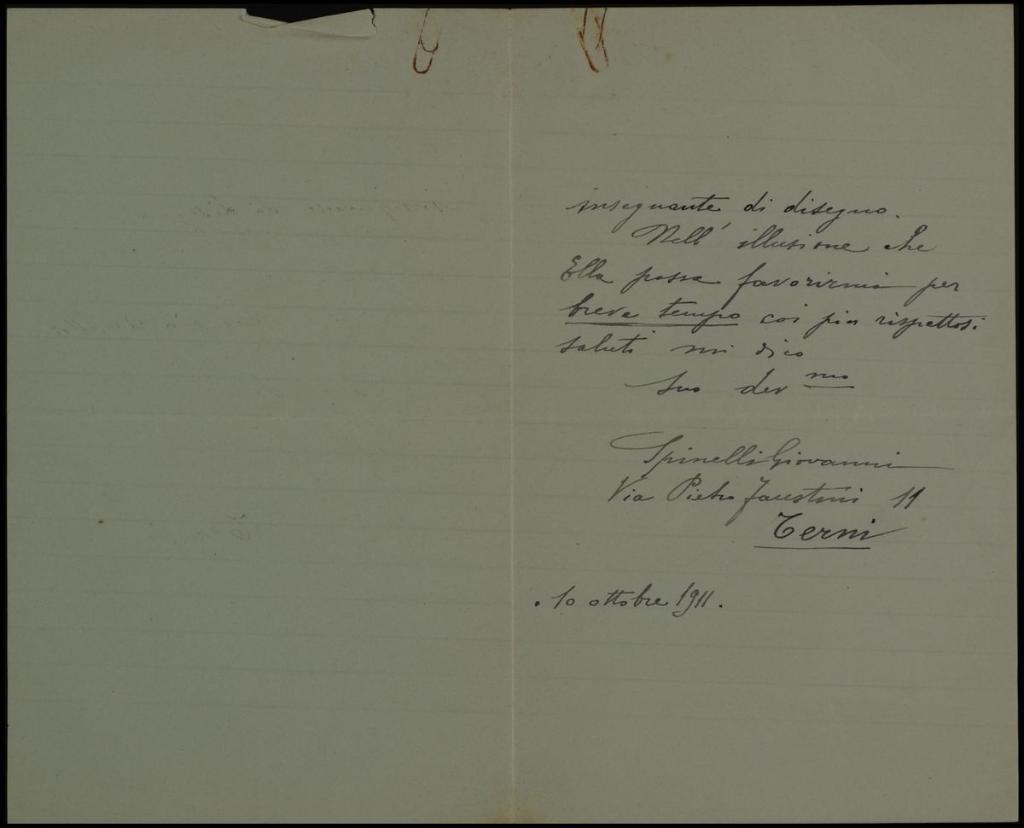 insegnante di disegno.
Nell' illusione che
Ella possa favorirmi per
breve tempo coi più rispettosi
saluti mi dico
Suo dev mo
Spinelli Giovanni
Via Pietro Faustini 11
Terni
. 10 ottobre 1911.